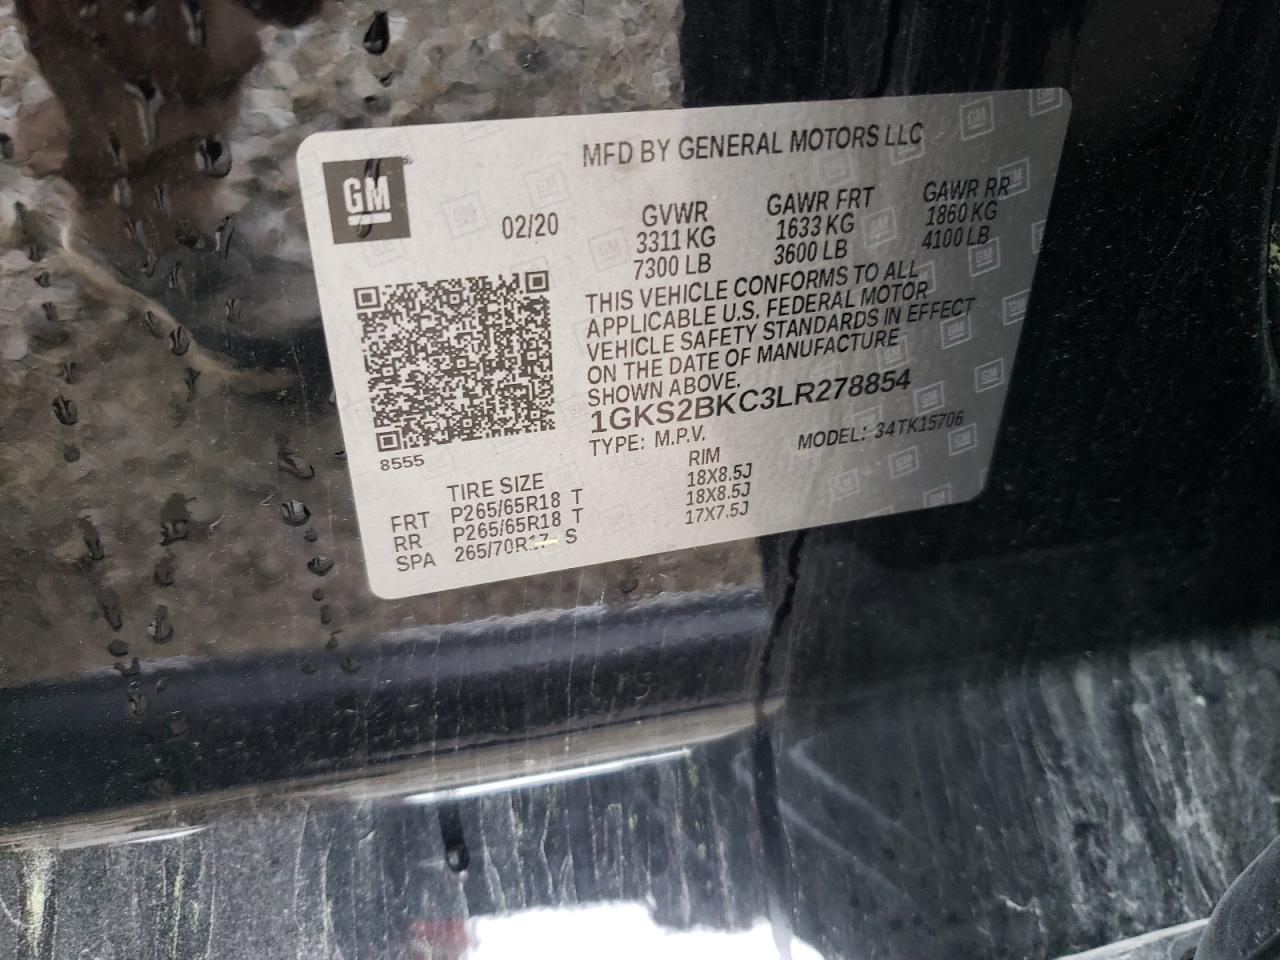 MFD BY GENERAL MOTORS LLC
GM
02/20
GVWR GAWR FRT GAWR RR
3311 KG 1633 KG 1860 KG
7300 LB 3600 LB 4100 LB
THIS VEHICLE CONFORMS TO ALL
APPLICABLE U.S. FEDERAL MOTOR
VEHICLE SAFETY STANDARDS IN EFFECT
ON THE DATE OF MANUFACTURE
SHOWN ABOVE.
1GKS2BKC3LR278854
TYPE: M.P.V. MODEL: 34TK15706
8555
TIRE SIZE RIM
FRT P265/65R18 T 18X8.5J
RR P265/65R18 T 18X8.5J
SPA 265/70R17 S 17X7.5J